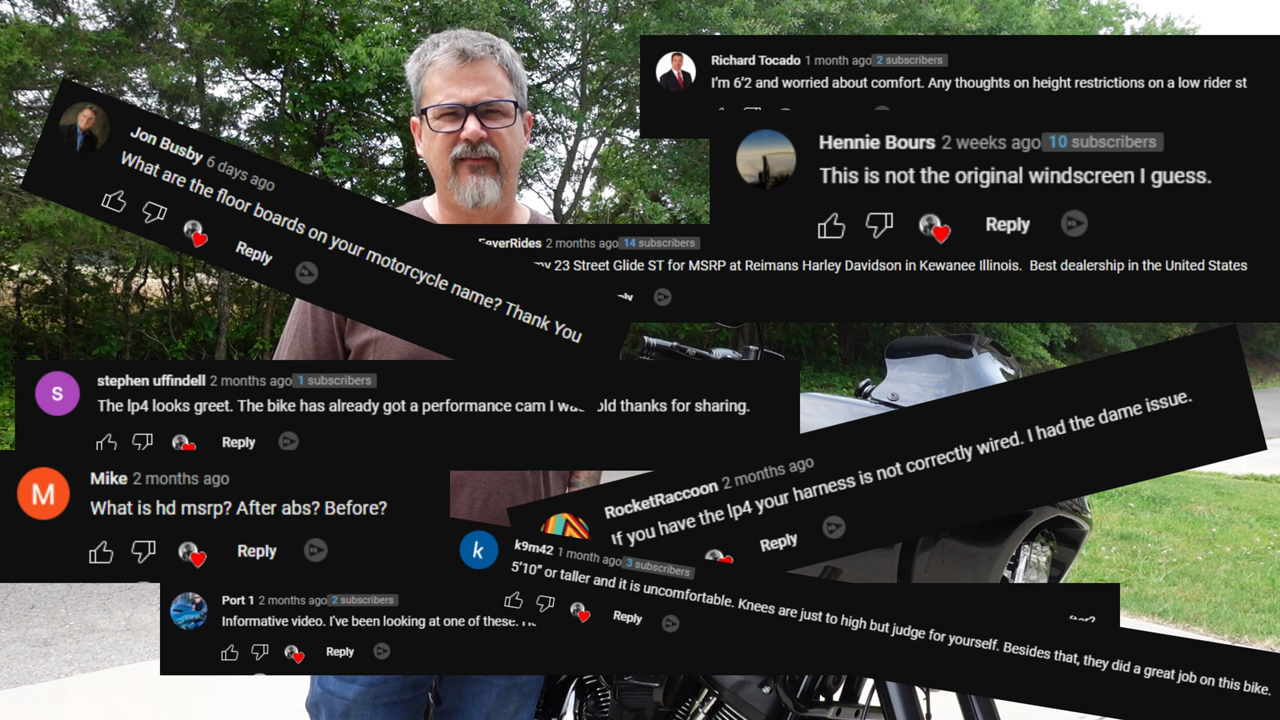 Richard Tocado 1 month ago 2 subscribers
I'm 6'2 and worried about comfort. Any thoughts on height restrictions on a low rider st
Jon Busby 6 days ago
What are the floor boards on your motorcycle name? Thank You
Reply
Hennie Bours 2 weeks ago 10 subscribers
This is not the original windscreen I guess.
Reply
FeverRides 2 months ago 14 subscribers
my 23 Street Glide ST for MSRP at Reimans Harley Davidson in Kewanee Illinois. Best dealership in the United States
S
stephen uffindell 2 months ago 1 subscribers
The lp4 looks greet. The bike has already got a performance cam I was told thanks for sharing.
Reply
M
Mike 2 months ago
What is hd msrp? After abs? Before?
Reply
RocketRaccoon 2 months ago
If you have the lp4 your harness is not correctly wired. I had the dame issue.
Reply
k
k9m42 1 month ago 3 subscribers
5'10" or taller and it is uncomfortable. Knees are just to high but judge for yourself. Besides that, they did a great job on this bike.
Reply
Port 1 2 months ago 2 subscribers
Informative video. I've been looking at one of these.
Reply